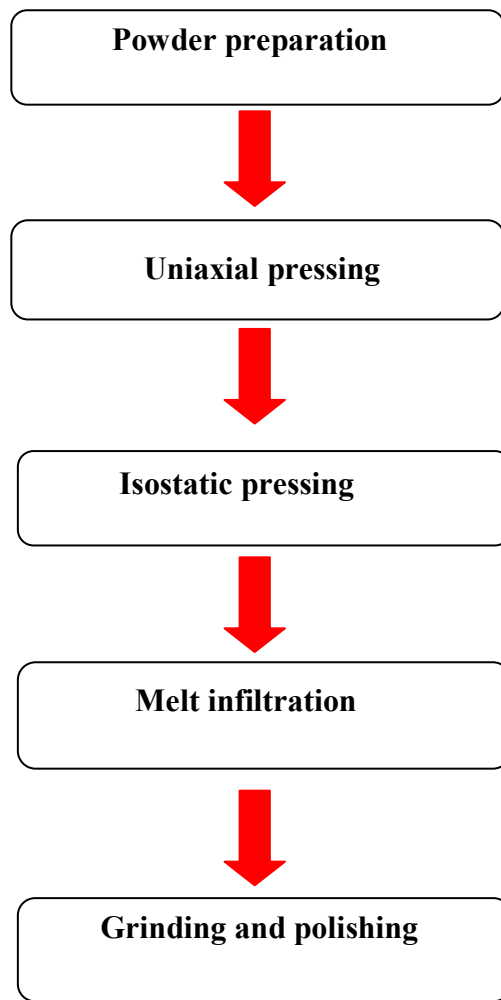 Powder preparation
Uniaxial pressing
Isostatic pressing
Melt infiltration
Grinding and polishing